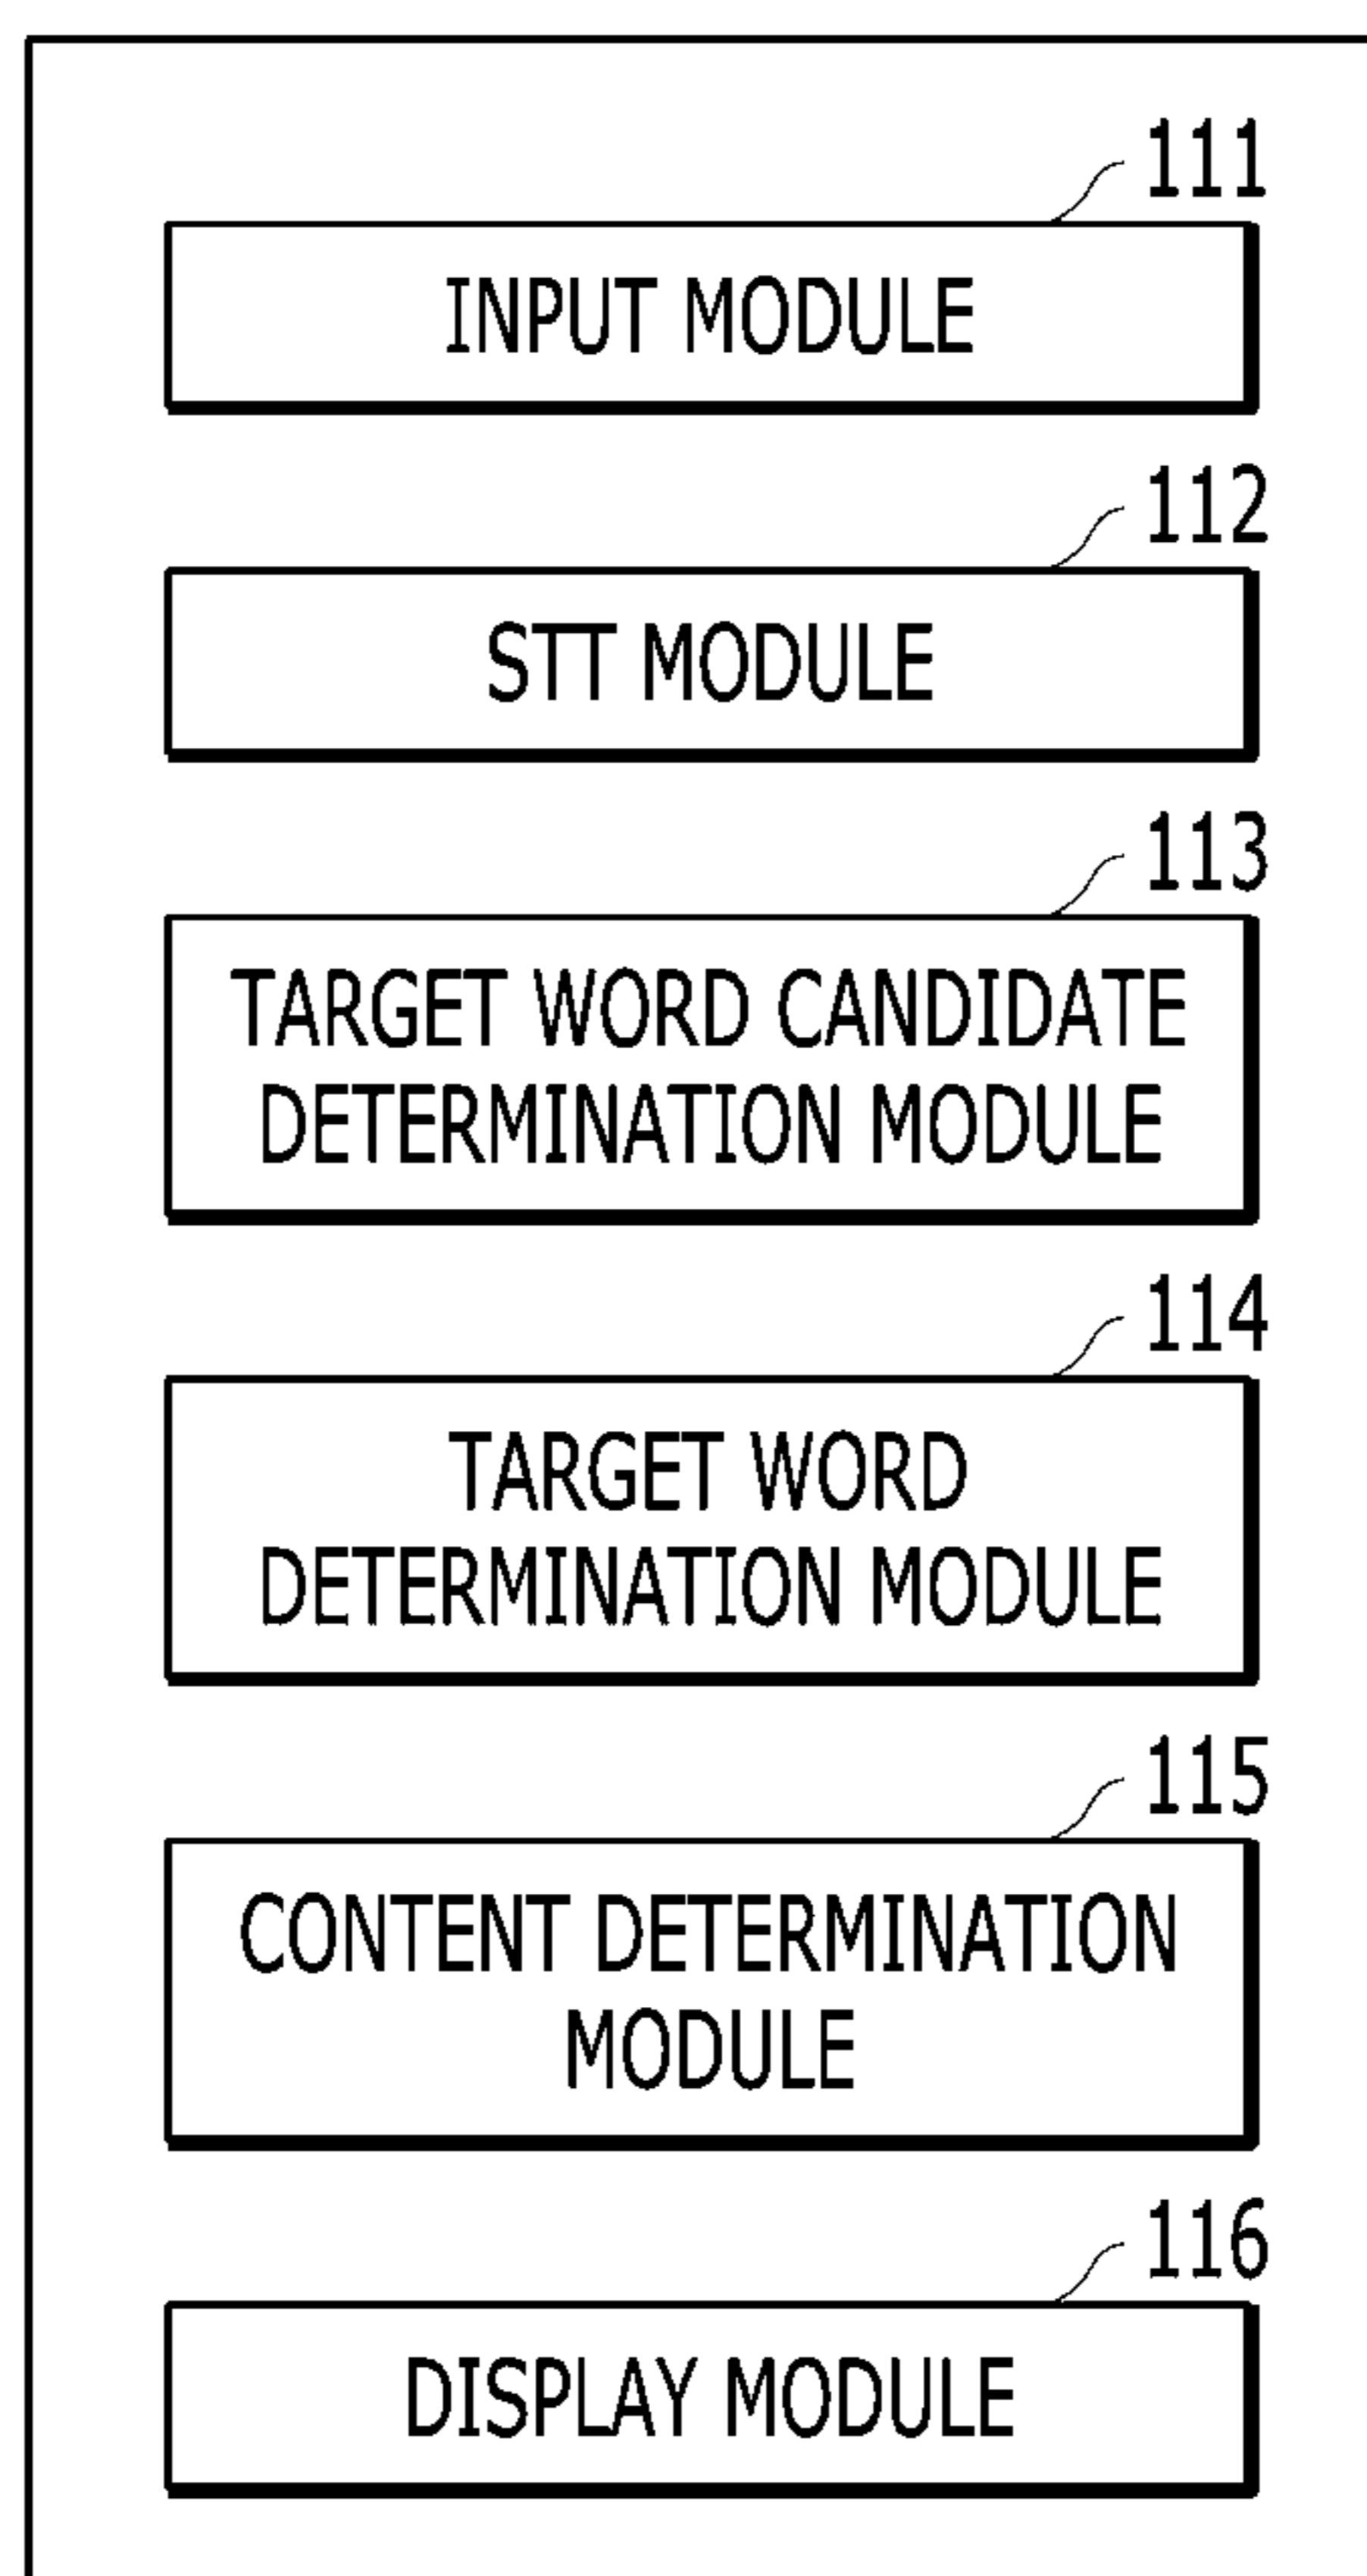 111
INPUT MODULE
112
STT MODULE
113
TARGET WORD CANDIDATE
DETERMINATION MODULE
114
TARGET WORD
DETERMINATION MODULE
115
CONTENT DETERMINATION
MODULE
116
DISPLAY MODULE